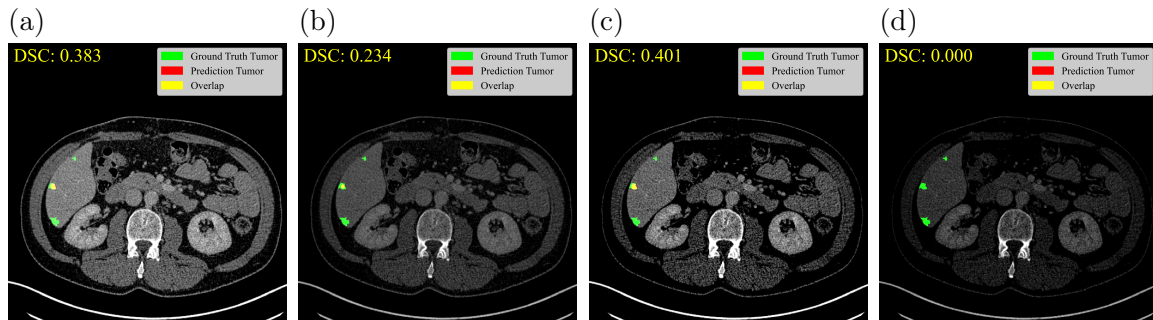 (a)
DSC: 0.383
Ground Truth Tumor
Prediction Tumor
Overlap
(b)
DSC: 0.234
Ground Truth Tumor
Prediction Tumor
Overlap
(c)
DSC: 0.401
Ground Truth Tumor
Prediction Tumor
Overlap
(d)
DSC: 0.000
Ground Truth Tumor
Prediction Tumor
Overlap